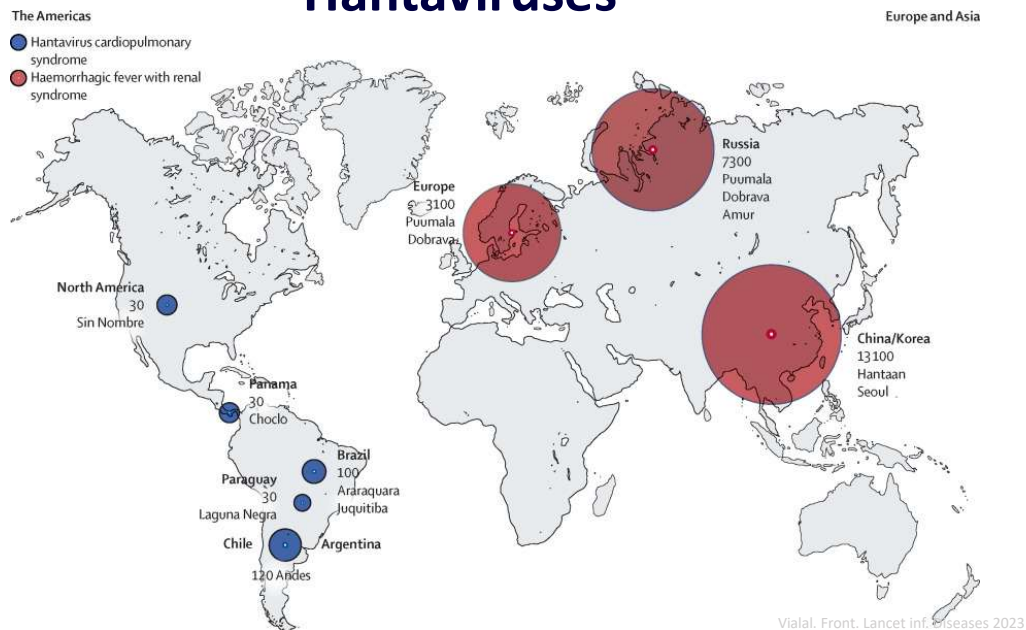 Hantaviruses
The Americas
Europe and Asia
Hantavirus cardiopulmonary
syndrome
Haemorrhagic fever with renal
syndrome
Russia
7300
Puumala
Dobrava
Amur
Europe
3100
Puumala
Dobrava
North America
30
Sin Nombre
China/Korea
13100
Hantaan
Seoul
Panama
30
Choclo
Brazil
100
Araraquara
Juquitiba
Paraguay
30
Laguna Negra
Chile
Argentina
120 Andes
Vialal. Front. Lancet inf. Diseases 2023